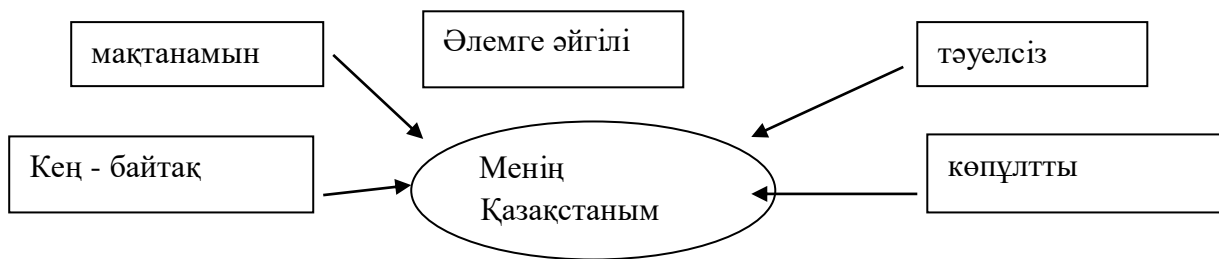 мақтанамын
Әлемге әйгілі
тәуелсіз
Кең - байтақ
Менің
Қазақстаным
көпұлтты